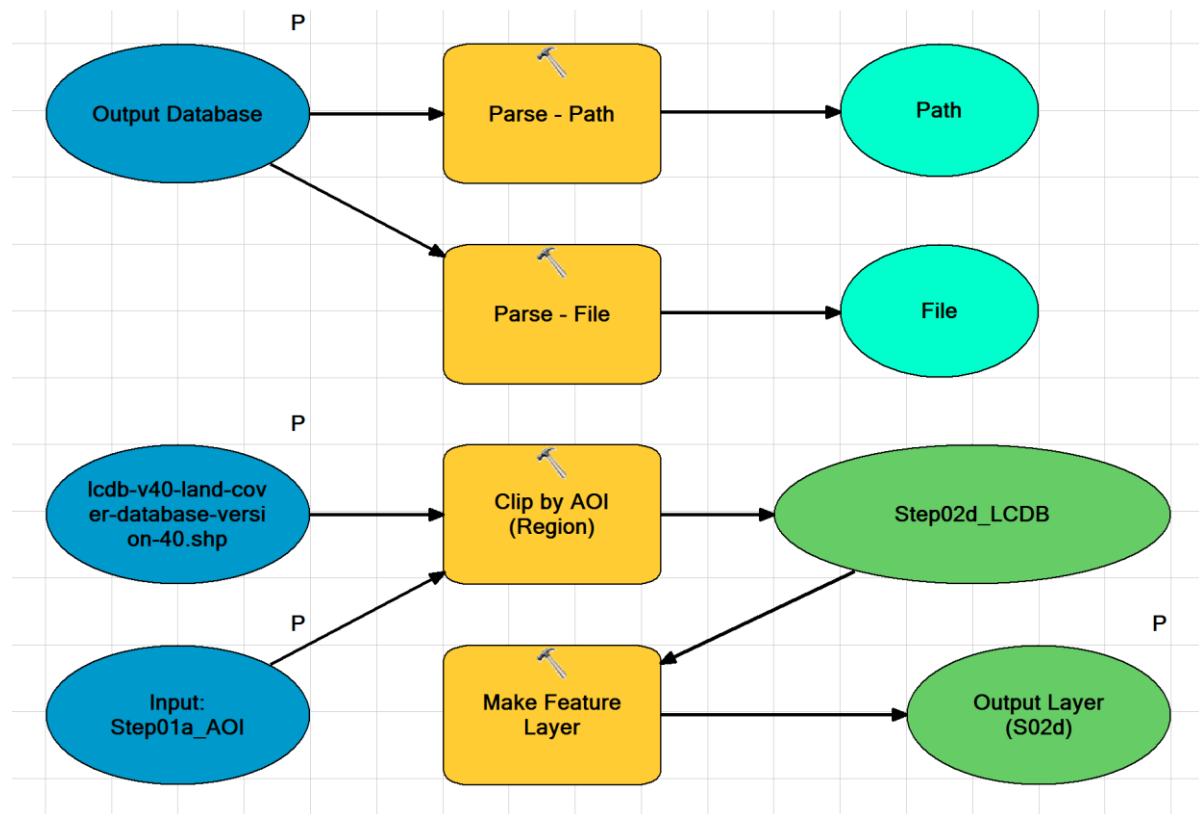 P
Output Database
Parse - Path
Path
Parse - File
File
P
lcdb-v40-land-cov
er-database-versi
on-40.shp
Clip by AOI
(Region)
Step02d_LCDB
P
P
Input:
Step01a_AOI
Make Feature
Layer
Output Layer
(S02d)